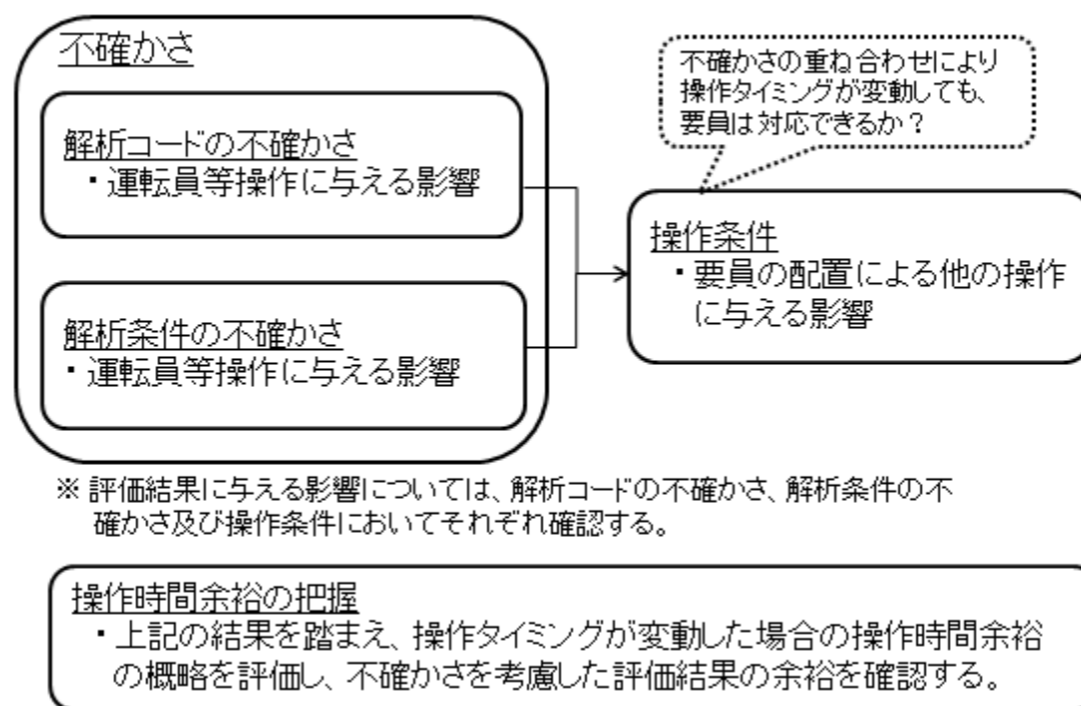 不確かさ
解析コードの不確かさ
・運転員等操作に与える影響
解析条件の不確かさ
・運転員等操作に与える影響
不確かさの重ね合わせにより
操作タイミングが変動しても、
要員は対応できるか？
操作条件
・要員の配置による他の操作
に与える影響
※ 評価結果に与える影響については、解析コードの不確かさ、解析条件の不
確かさ及び操作条件においてそれぞれ確認する。
操作時間余裕の把握
・上記の結果を踏まえ、操作タイミングが変動した場合の操作時間余裕
の概略を評価し、不確かさを考慮した評価結果の余裕を確認する。